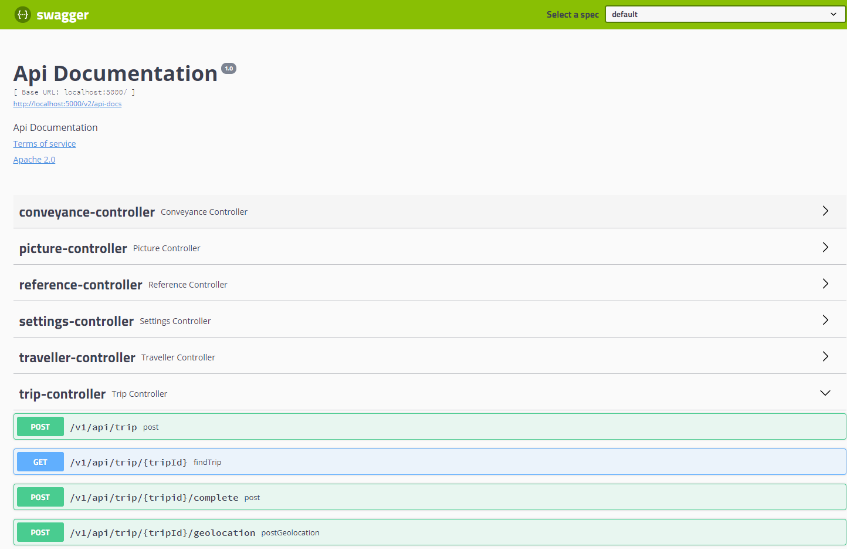 swagger
Select a spec default
Api Documentation 1.0
[ Base URL: localhost:5000/ ]
http://localhost:5000/v2/api-docs
Api Documentation
Terms of service
Apache 2.0
conveyance-controller Conveyance Controller
picture-controller Picture Controller
reference-controller Reference Controller
settings-controller Settings Controller
traveller-controller Traveller Controller
trip-controller Trip Controller
POST /v1/api/trip post
GET /v1/api/trip/{tripId} findTrip
POST /v1/api/trip/{tripid}/complete post
POST /v1/api/trip/{tripId}/geolocation postGeolocation